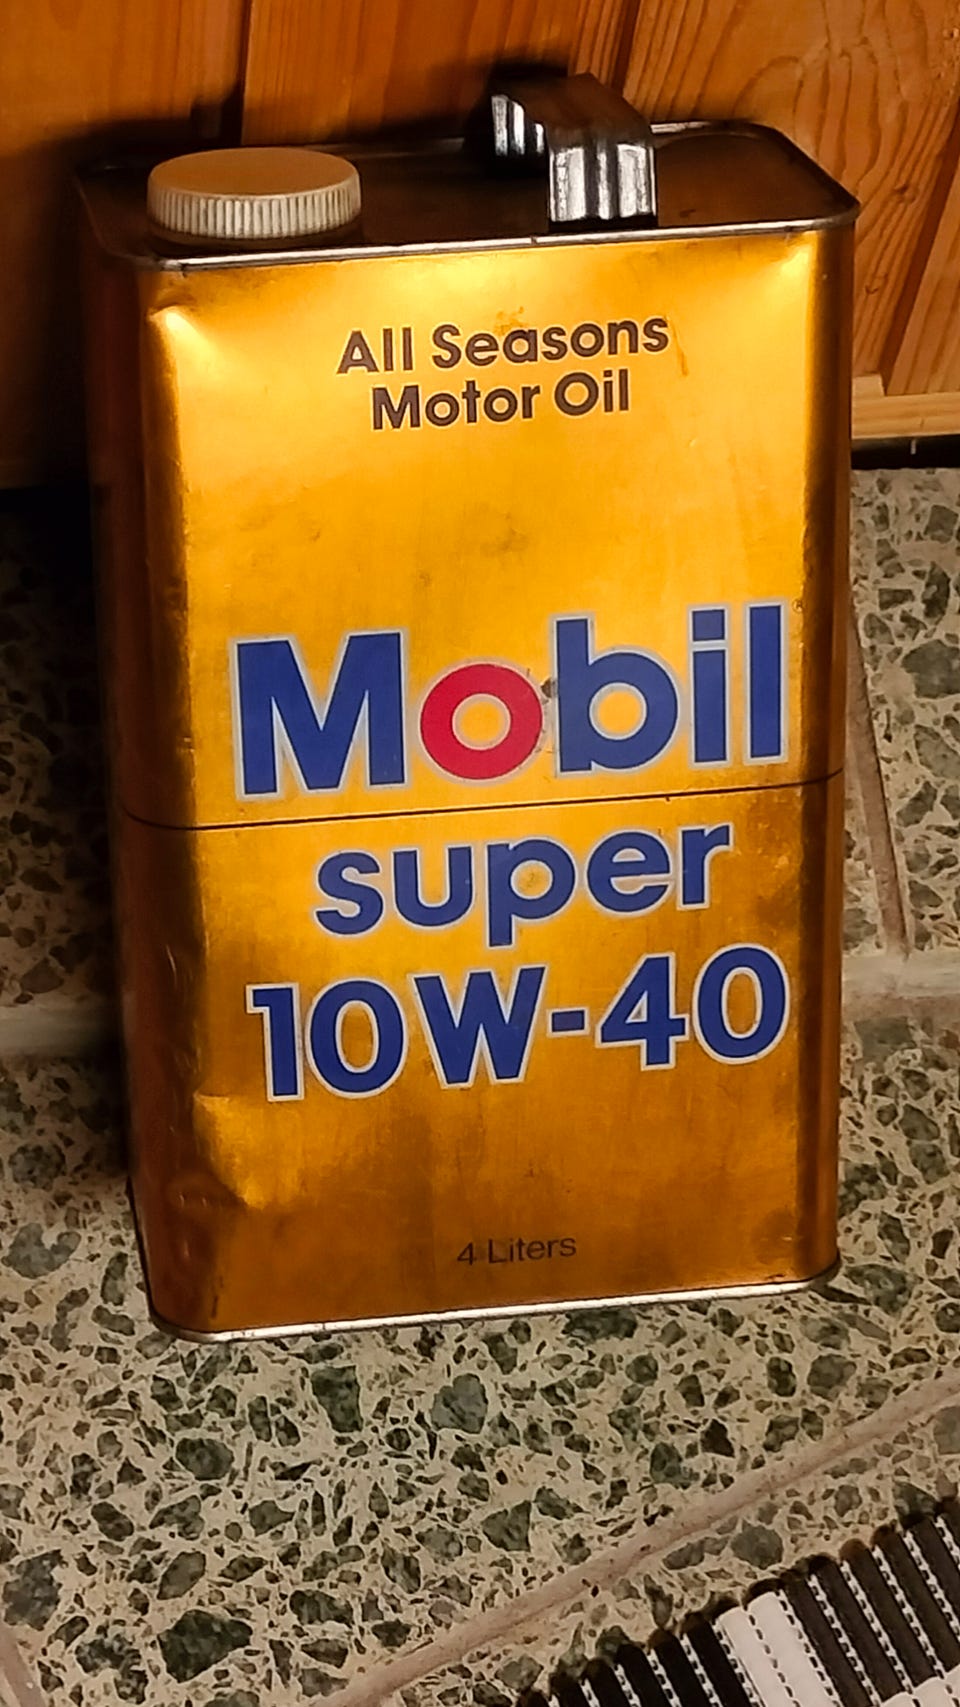 All Seasons
Motor Oil
Mobil®
super
10W-40
4 Liters